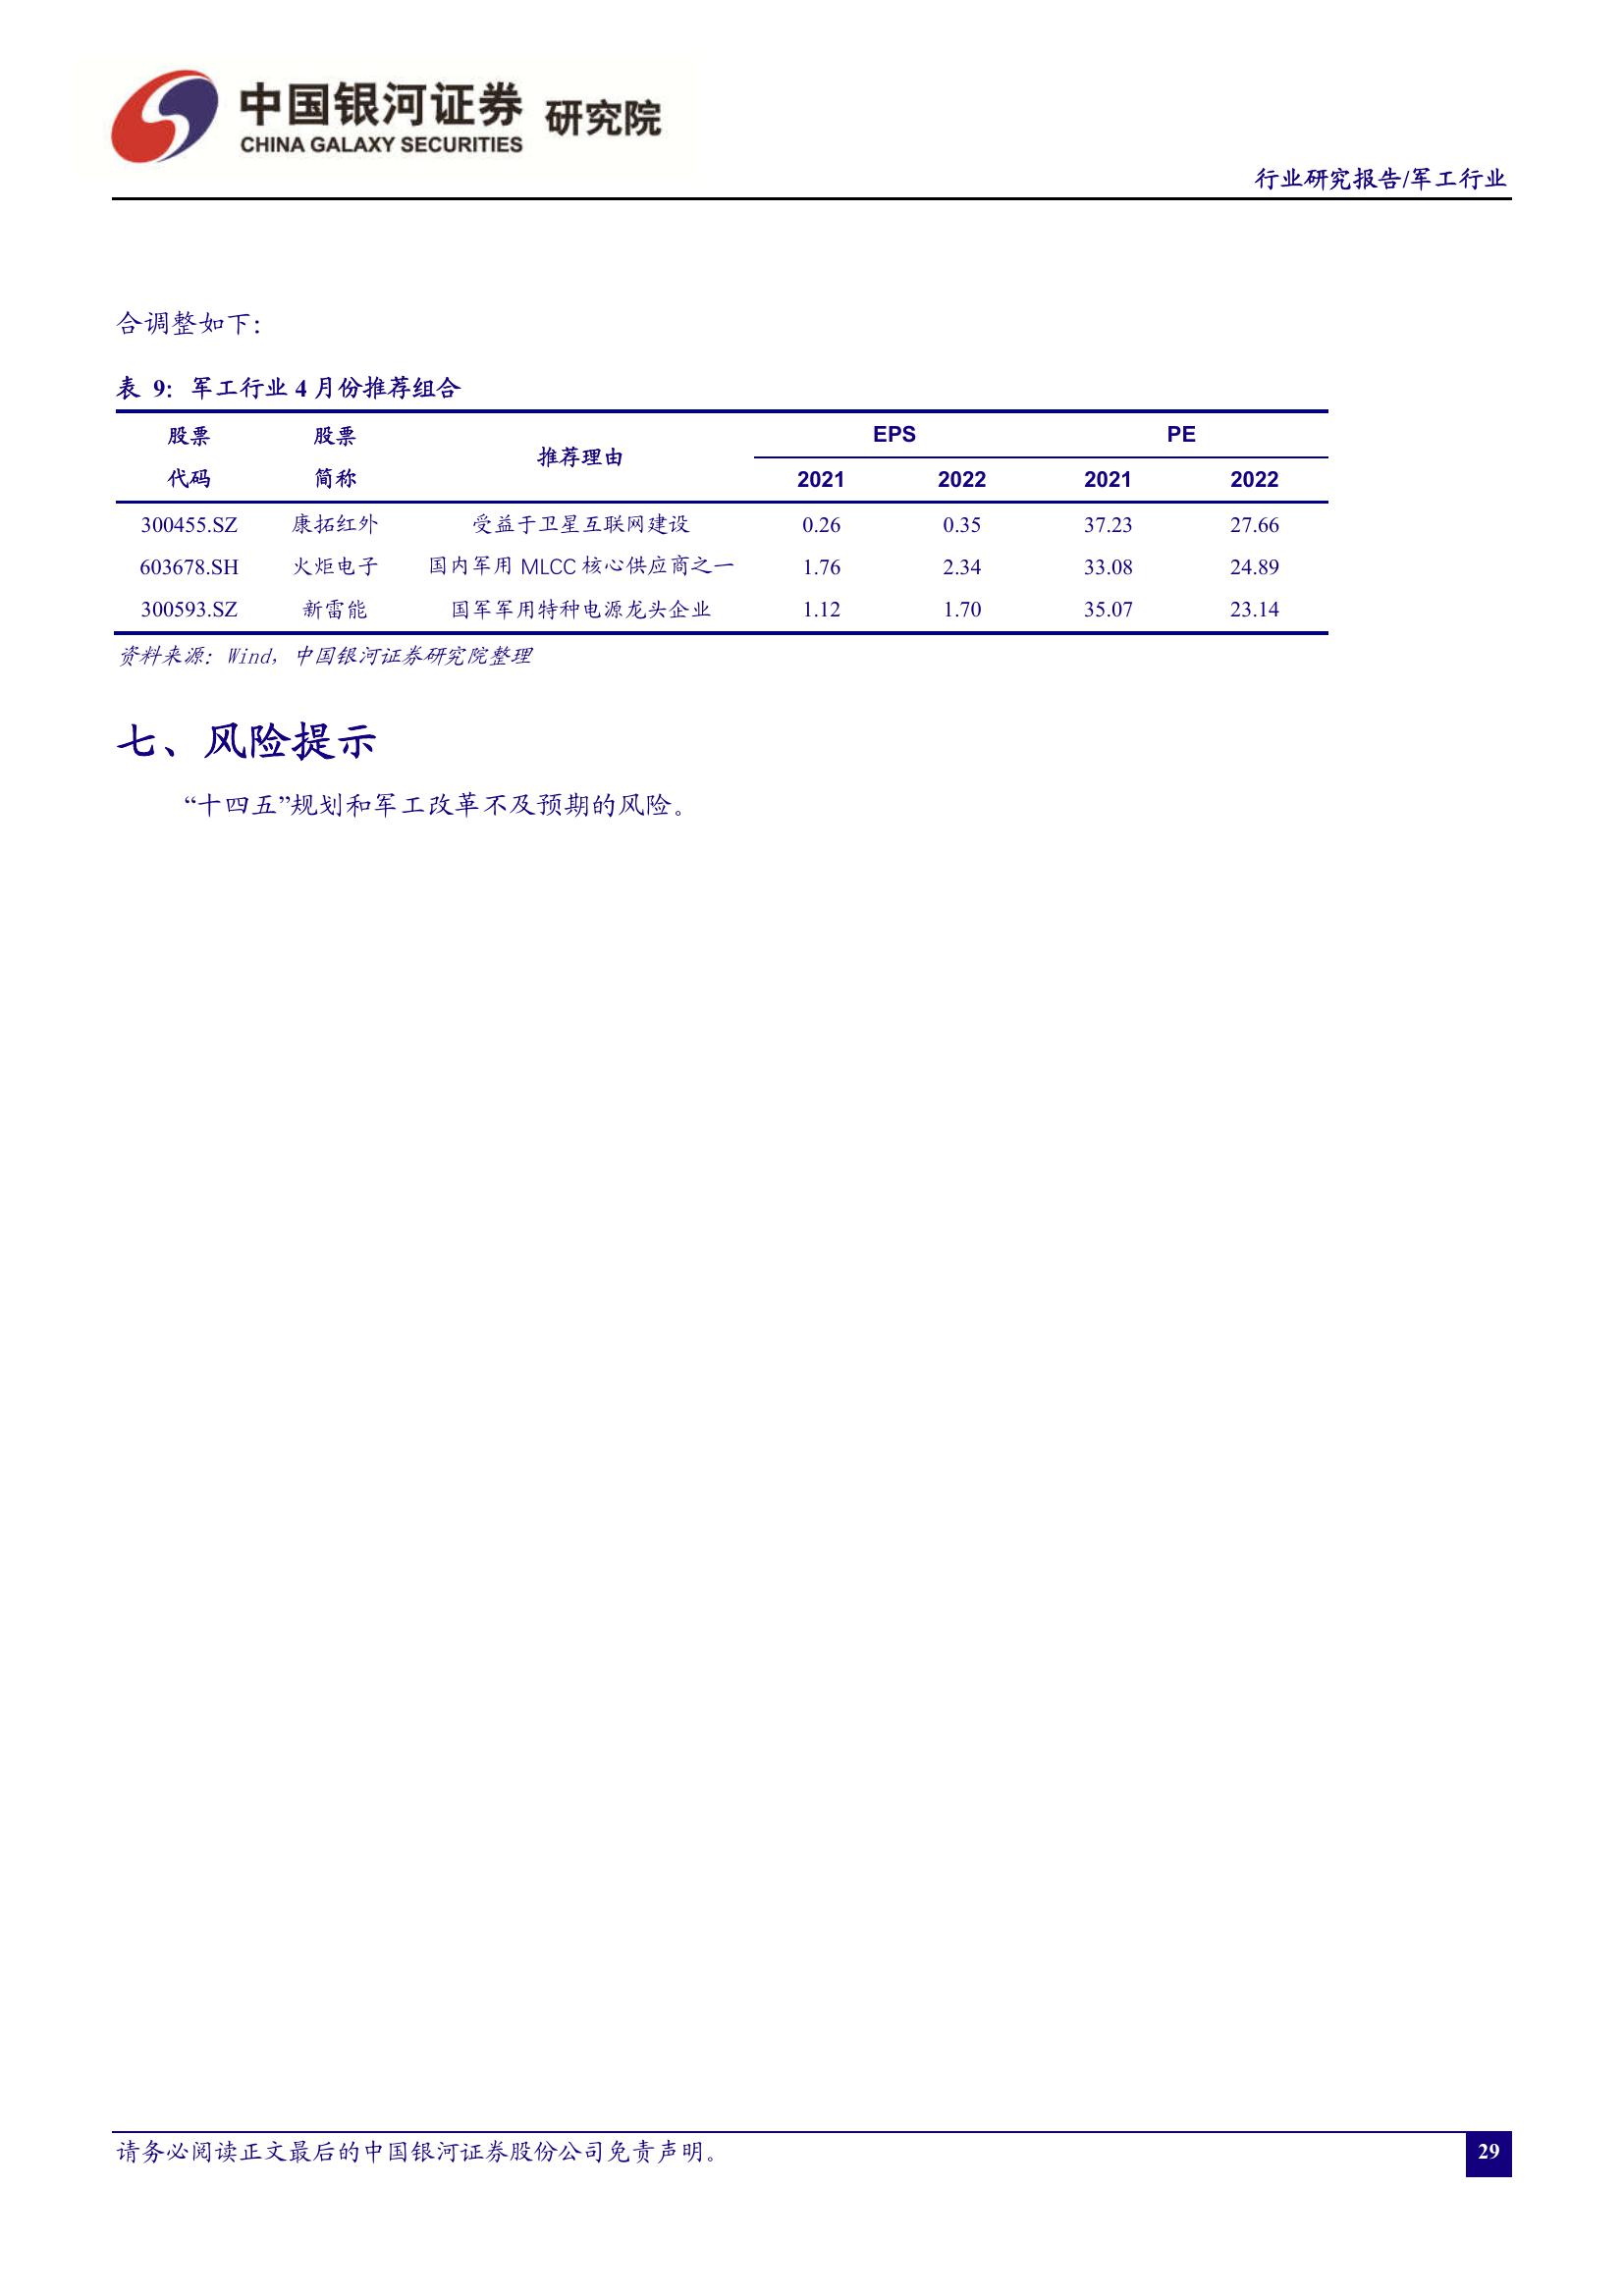 中国银河证券 研究院
CHINA GALAXY SECURITIES
行业研究报告/军工行业
合调整如下：
表 9：军工行业 4 月份推荐组合
股票 股票 推荐理由 EPS PE
代码 简称 2021 2022 2021 2022
300455.SZ 康拓红外 受益于卫星互联网建设 0.26 0.35 37.23 27.66
603678.SH 火炬电子 国内军用 MLCC 核心供应商之一 1.76 2.34 33.08 24.89
300593.SZ 新雷能 国军军用特种电源龙头企业 1.12 1.70 35.07 23.14
资料来源：Wind，中国银河证券研究院整理
七、风险提示
“十四五”规划和军工改革不及预期的风险。
请务必阅读正文最后的中国银河证券股份公司免责声明。
29